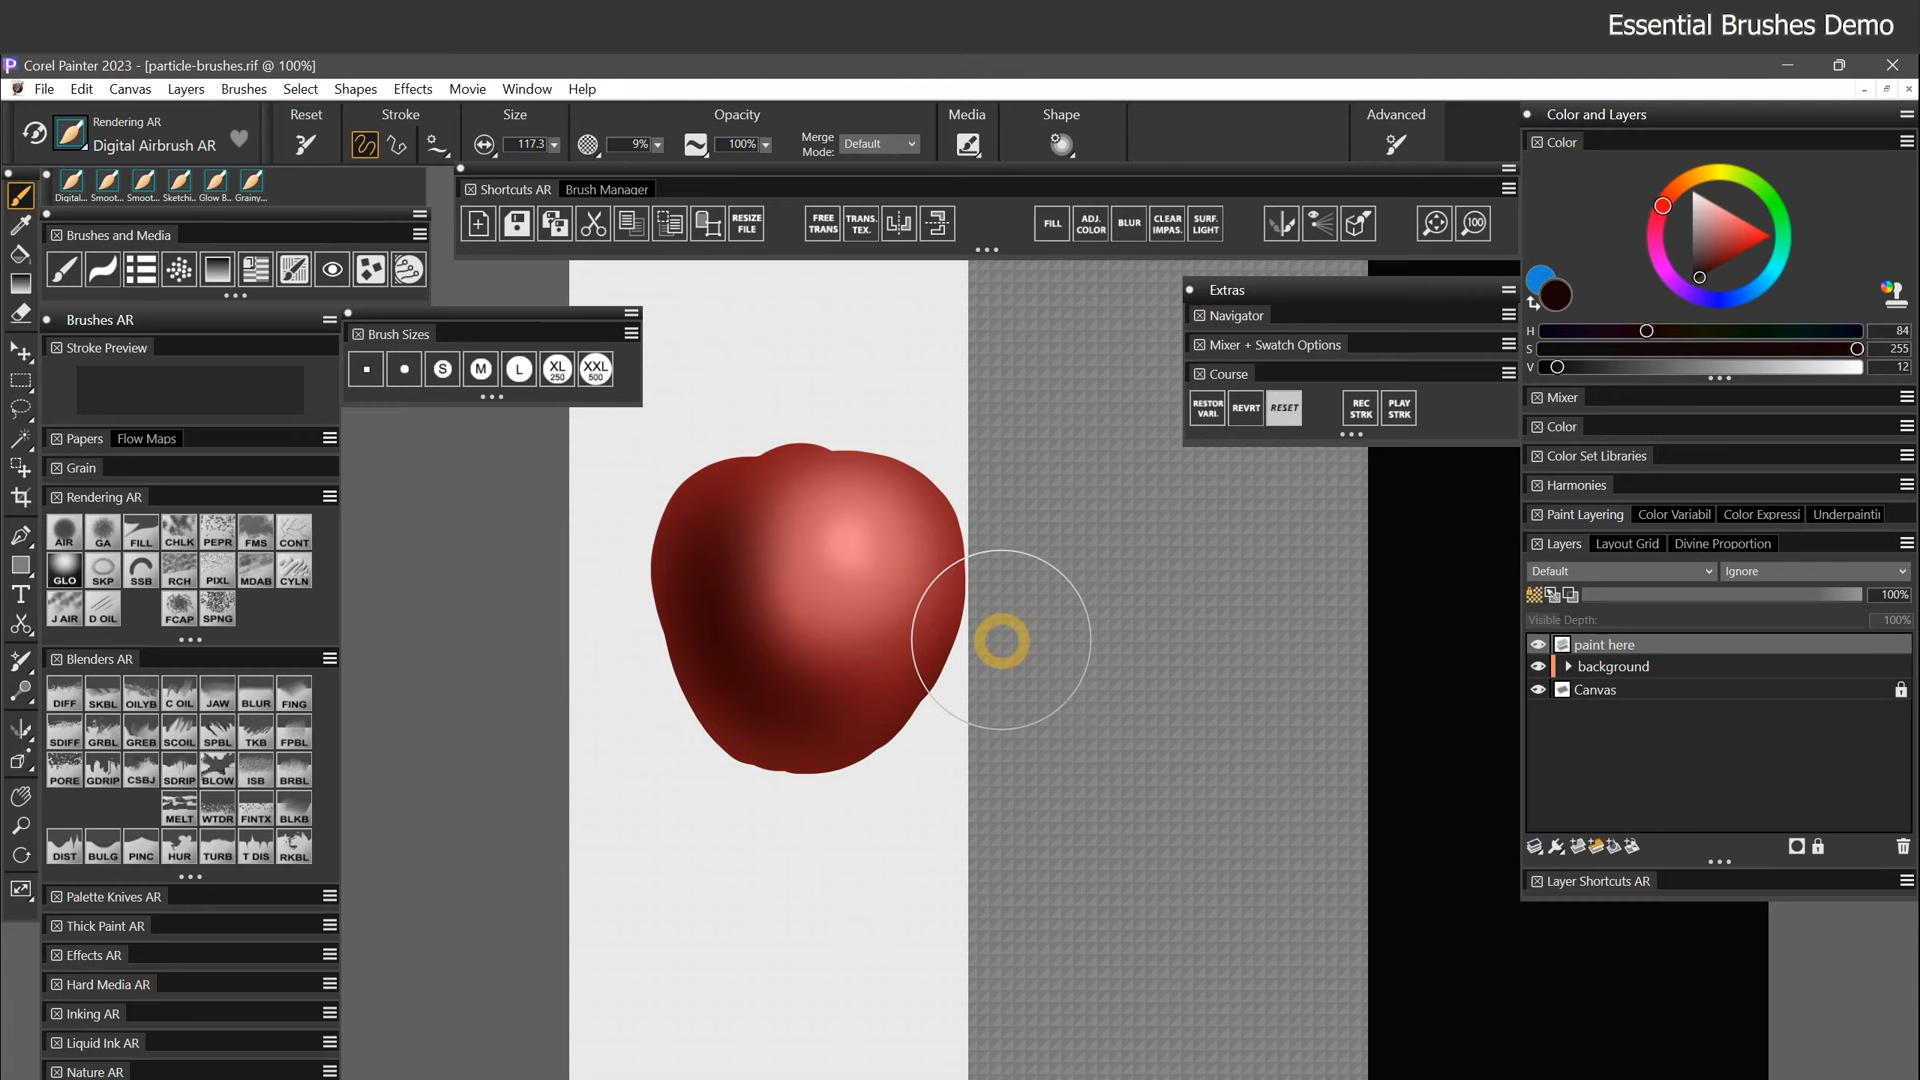 Essential Brushes Demo
Corel Painter 2023 - [particle-brushes.rif @ 100%]
File Edit Canvas Layers Brushes Select Shapes Effects Movie Window Help
Rendering AR
Digital Airbrush AR
Reset Stroke Size Opacity Media Shape Advanced
117.3 9% 100% Merge Mode: Default
Digital... Smoot... Smoot... Sketchi... Glow B... Grainy...
Shortcuts AR Brush Manager
RESIZE FILE FREE TRANS TRANS. TEX. FILL ADJ. COLOR BLUR CLEAR IMPAS. SURF. LIGHT 100
Brushes and Media
Brushes AR
Stroke Preview
Papers Flow Maps
Grain
Rendering AR
AIR GA FILL CHLK PEPR FMS CONT
GLO SKP SSB RCH PIXL MDAB CYLN
J AIR D OIL FCAP SPNG
Blenders AR
DIFF SKBL OILYB C OIL JAW BLUR FING
SDIFF GRBL GREB SCOIL SPBL TKB FPBL
PORE GDRIP CSBJ SDRIP BLOW ISB BRBL
MELT WTDR FINTX BLKB
DIST BULG PINC HUR TURB T DIS RKBL
Palette Knives AR
Thick Paint AR
Effects AR
Hard Media AR
Inking AR
Liquid Ink AR
Nature AR
Brush Sizes
S M L XL 250 XXL 500
Extras
Navigator
Mixer + Swatch Options
Course
RESTOR VARI. REVRT RESET REC STRK PLAY STRK
Color and Layers
Color
H 84
S 255
V 12
Mixer
Color
Color Set Libraries
Harmonies
Paint Layering Color Variabil Color Expressi Underpaintii
Layers Layout Grid Divine Proportion
Default Ignore
100%
Visible Depth: 100%
paint here
background
Canvas
Layer Shortcuts AR